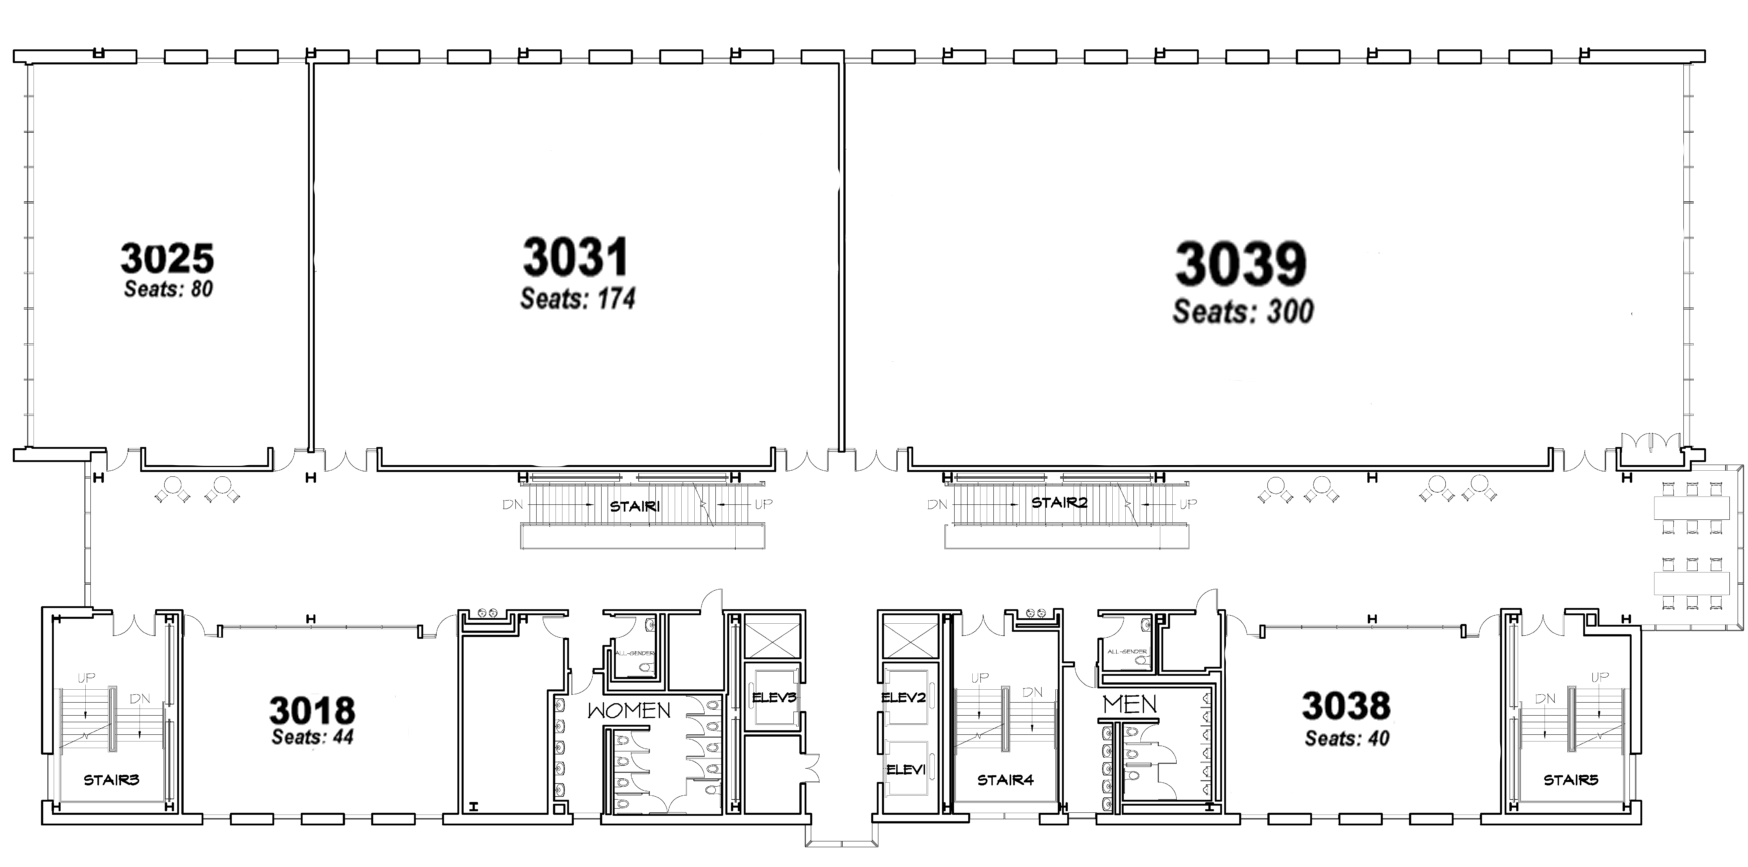 3025
Seats: 80
3031
Seats: 174
3039
Seats: 300
DN
STAIR1
UP
DN
STAIR2
UP
ALL-GENDER
ALL-GENDER
UP
DN
STAIR3
3018
Seats: 44
WOMEN
ELEV3
ELEV2
ELEV1
UP
DN
STAIR4
MEN
3038
Seats: 40
UP
DN
STAIR5